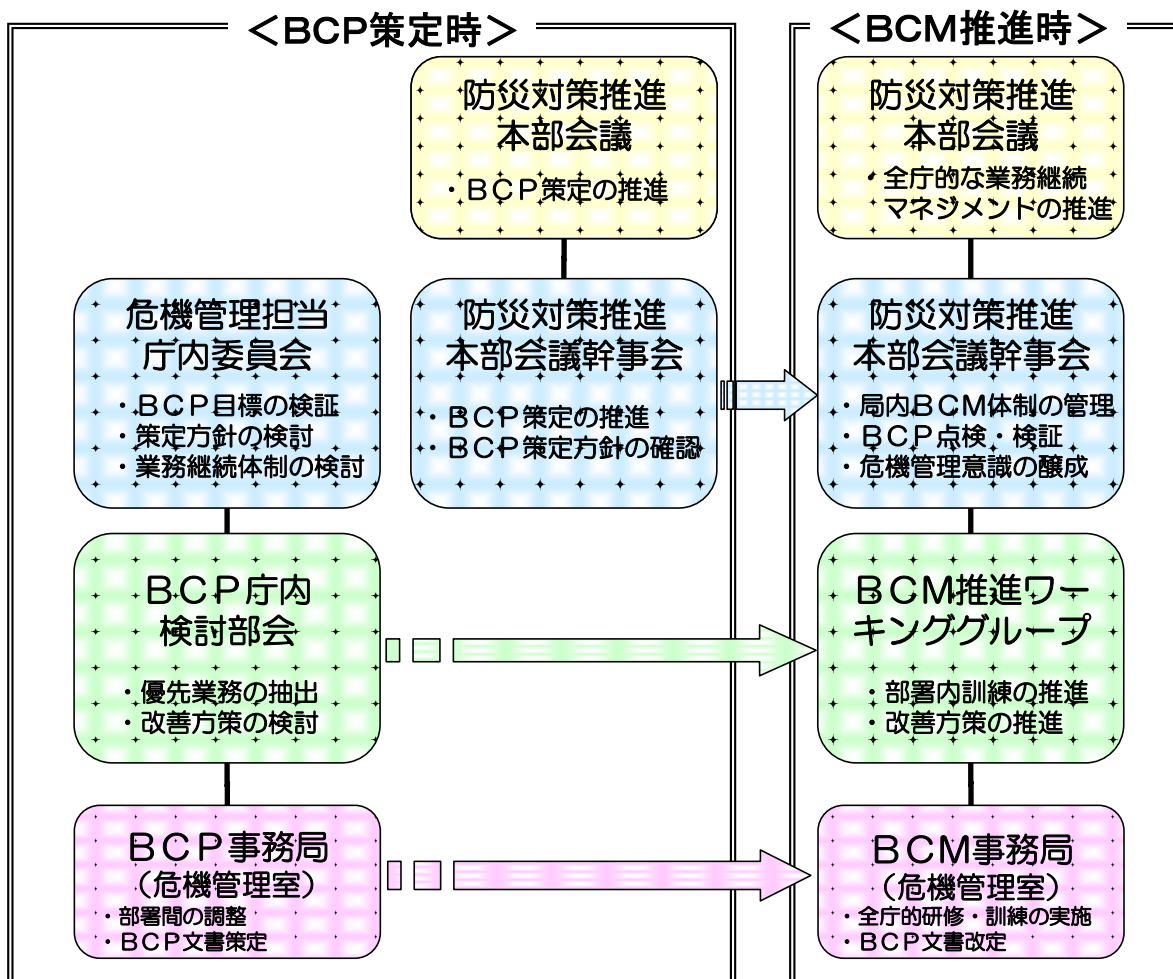 ＜BCP策定時＞
防災対策推進
本部会議
・ＢＣＰ策定の推進
危機管理担当
庁内委員会
・ＢＣＰ目標の検証
・策定方針の検討
・業務継続体制の検討
防災対策推進
本部会議幹事会
・ＢＣＰ策定の推進
・ＢＣＰ策定方針の確認
ＢＣＰ庁内
検討部会
・優先業務の抽出
・改善方策の検討
ＢＣＰ事務局
（危機管理室）
・部署間の調整
・ＢＣＰ文書策定
＜BCM推進時＞
防災対策推進
本部会議
・全庁的な業務継続
マネジメントの推進
防災対策推進
本部会議幹事会
・局内ＢＣＭ体制の管理
・ＢＣＰ点検・検証
・危機管理意識の醸成
ＢＣＭ推進ワー
キンググループ
・部署内訓練の推進
・改善方策の推進
ＢＣＭ事務局
（危機管理室）
・全庁的研修・訓練の実施
・ＢＣＰ文書改定